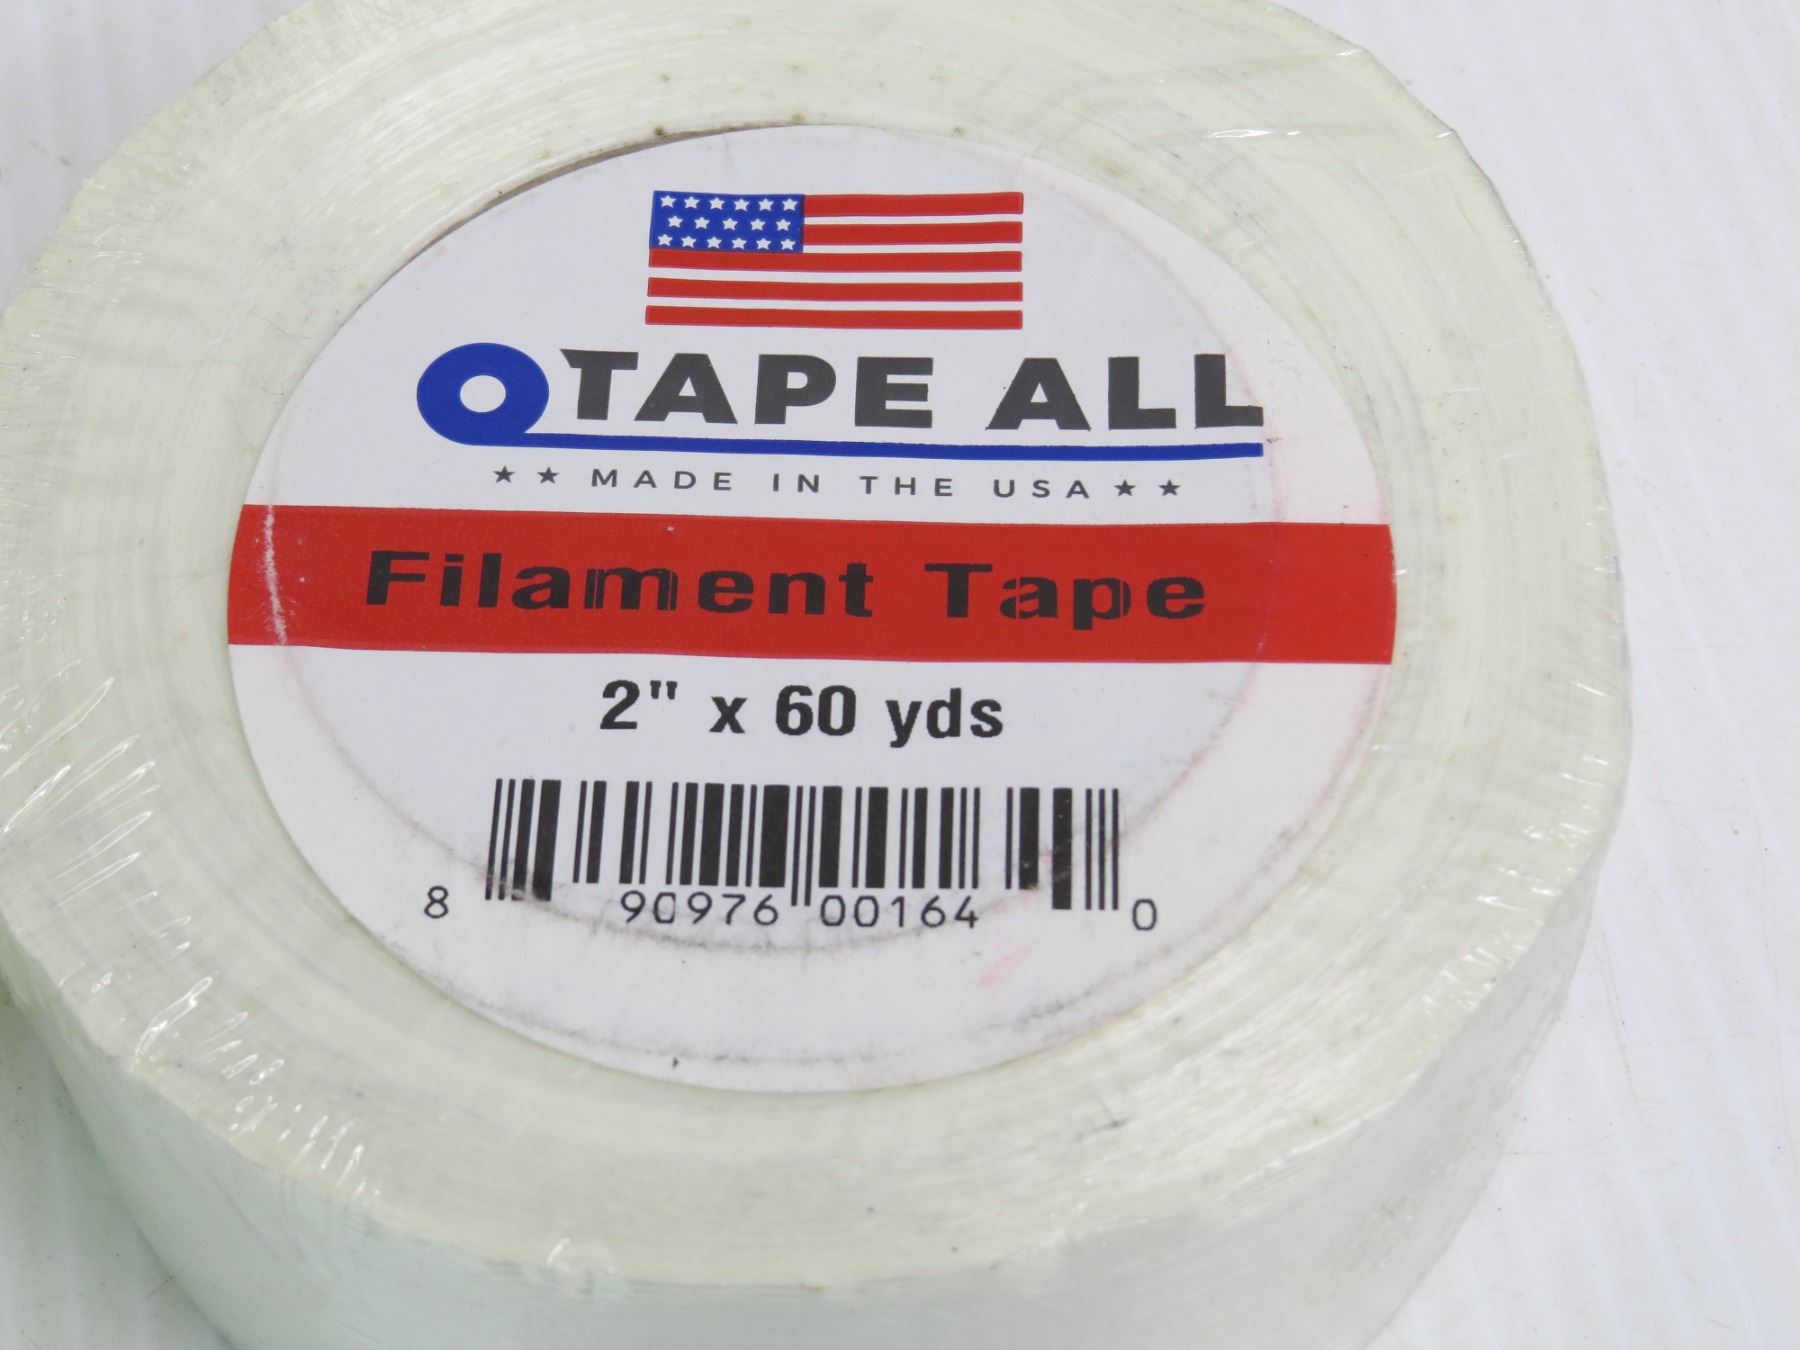 TAPE ALL
★ ★ MADE IN THE USA ★ ★
Filament Tape
2" x 60 yds
8 90976 00164 0